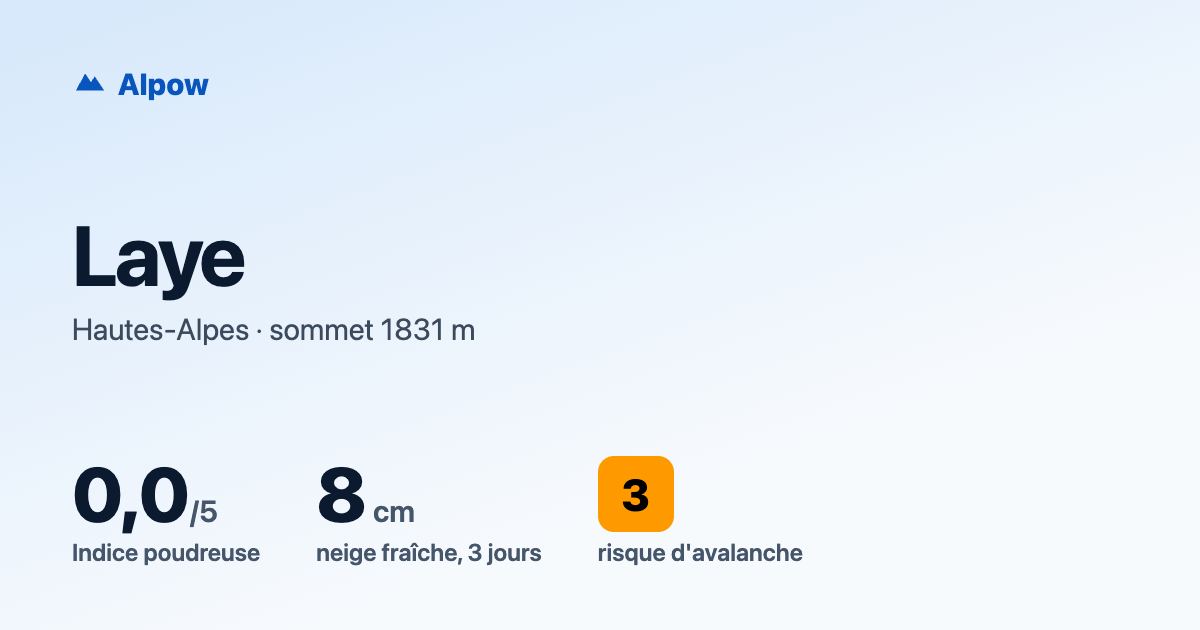 Alpow
Laye
Hautes-Alpes · sommet 1831 m
0,0/5
Indice poudreuse
8 cm
neige fraîche, 3 jours
3
risque d'avalanche